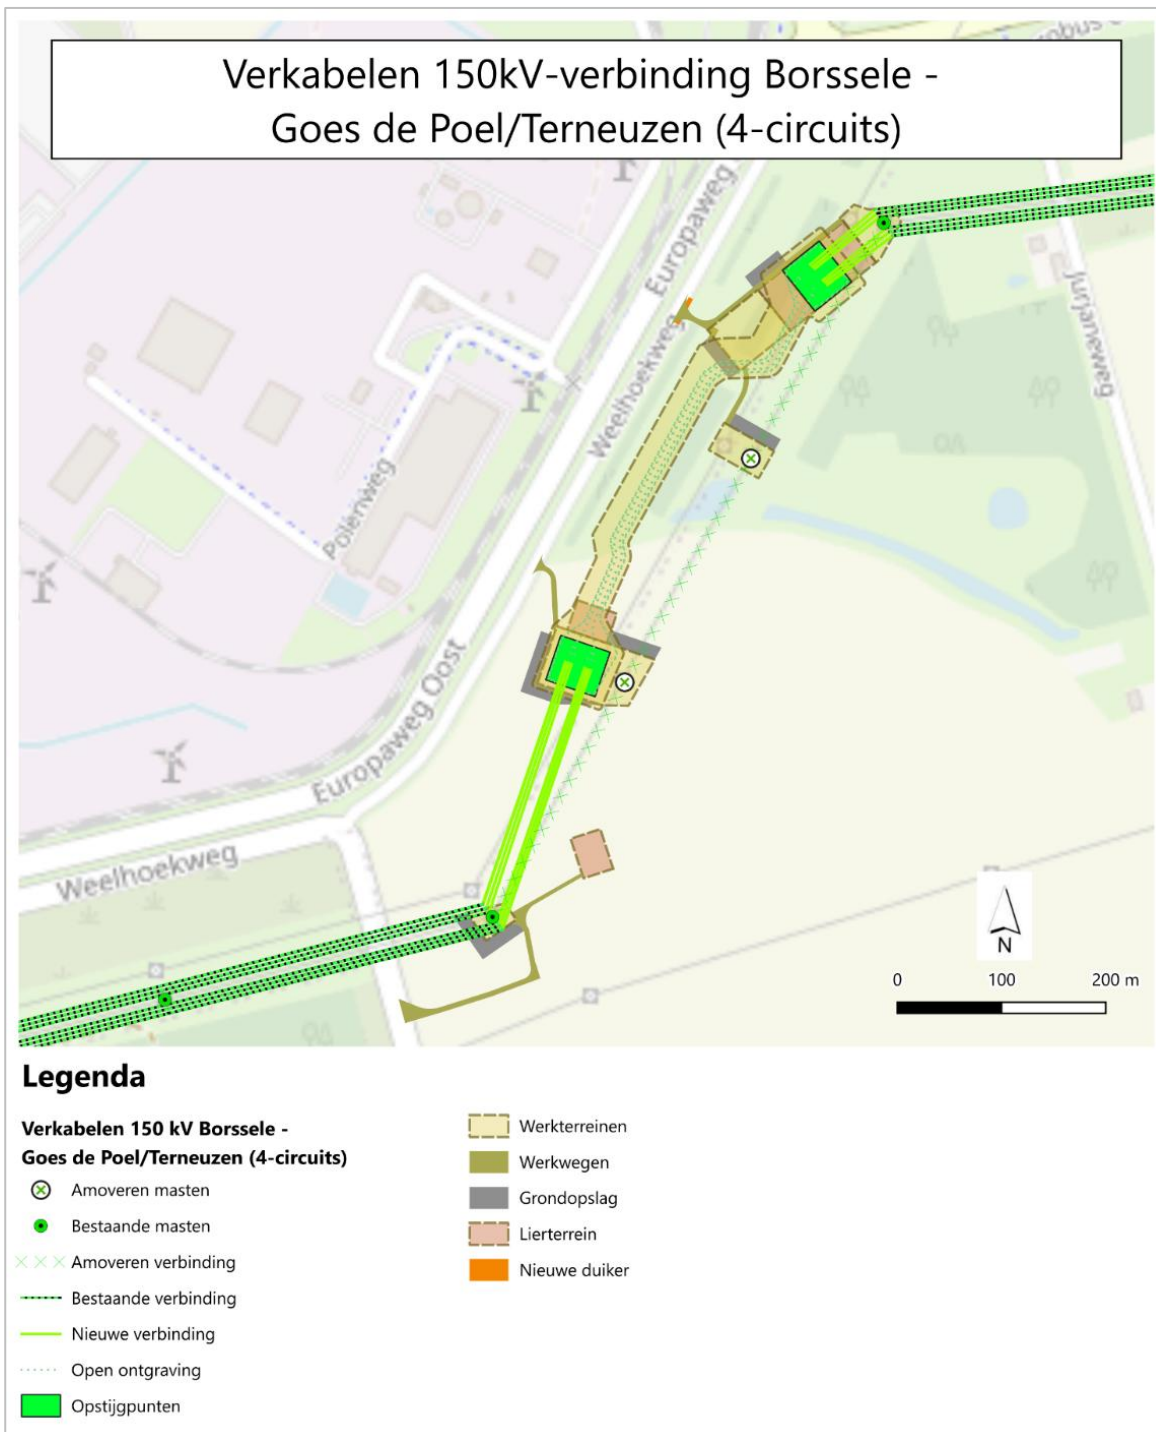 obus
Verkabelen 150kV-verbinding Borssele -
Goes de Poel/Terneuzen (4-circuits)
Europaweg
Jurjaneweg
Weelhoekweg
Polenweg
Europaweg Oost
Weelhoekweg
N
0 100 200 m
Legenda
Verkabelen 150 kV Borssele -
Goes de Poel/Terneuzen (4-circuits)
Amoveren masten
Bestaande masten
Amoveren verbinding
Bestaande verbinding
Nieuwe verbinding
Open ontgraving
Opstijgpunten
Werkterreinen
Werkwegen
Grondopslag
Lierterrein
Nieuwe duiker